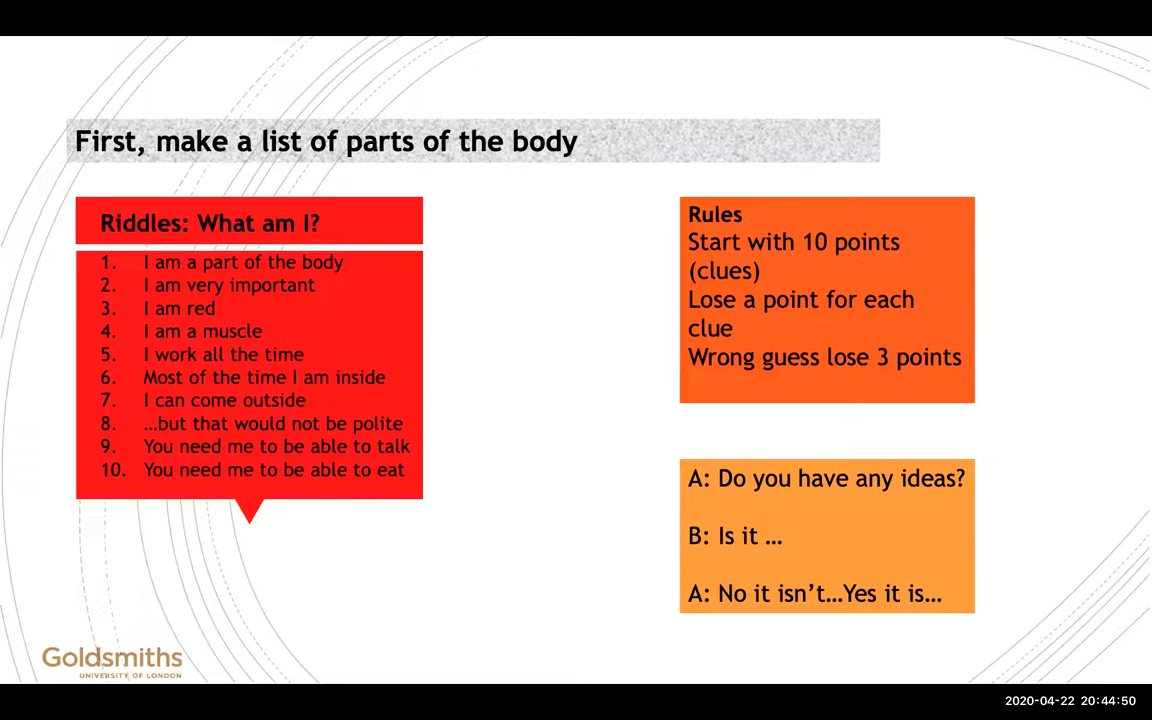 First, make a list of parts of the body
Riddles: What am I?
1. I am a part of the body
2. I am very important
3. I am red
4. I am a muscle
5. I work all the time
6. Most of the time I am inside
7. I can come outside
8. …but that would not be polite
9. You need me to be able to talk
10. You need me to be able to eat
Rules
Start with 10 points
(clues)
Lose a point for each
clue
Wrong guess lose 3 points
A: Do you have any ideas?
B: Is it …
A: No it isn’t…Yes it is…
Goldsmiths
UNIVERSITY OF LONDON
2020-04-22 20:44:50